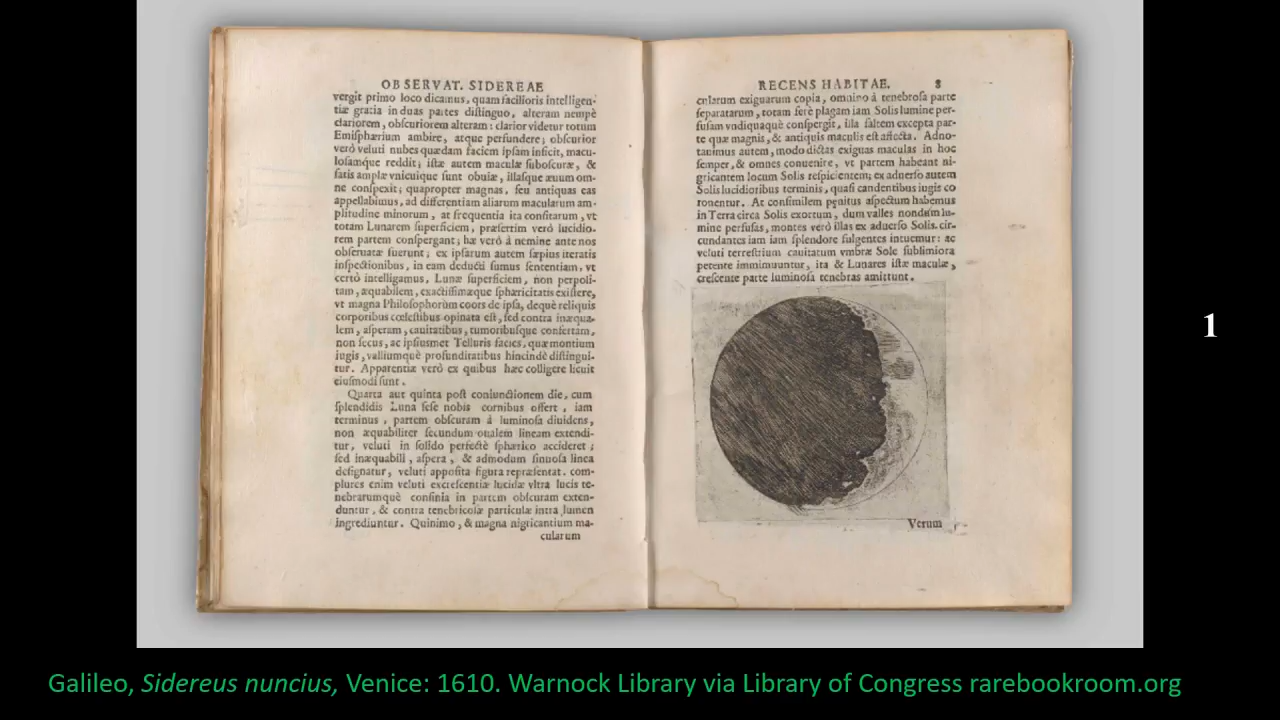 OBSERVAT. SIDEREAE
vergit primo loco dicamus, quam facilioris intelligen-
tiæ gratia in duas partes distinguo, alteram nempè
clariorem, obscuriorem alteram: clarior videtur totum
Emisphærium ambire, atque perfundere; obscurior
verò veluti nubes quædam faciem ipsam inficit, macu-
losamque reddit; istæ autem maculæ subobscuræ, &
satis amplæ vnicuique sunt obuiæ, illasque æuum om-
ne conspexit; quapropter magnas, seu antiquas eas
appellabimus, ad differentiam aliarum macularum am-
plitudine minorum, at frequentia ita consitarum, vt
totam Lunarem superficiem, præsertim verò lucidio-
rem partem conspergant; hæ verò à nemine ante nos
obseruatæ fuerunt; ex ipsarum autem sæpius iteratis
inspectionibus, in eam deducti sumus sententiam, vt
certò intelligamus, Lunæ superficiem, non perpoli-
tam, æquabilem, exactissimæque sphæricitatis existere,
vt magna Philosophorùm coors de ipsa, dequè reliquis
corporibus cœlestibus opinata est, sed contra inæqua-
lem, asperam, cauitatibus, tumoribusque confertam,
non secus, ac ipsiusmet Telluris facies, quæ montium
iugis, valliumquè profunditatibus hincindè distingui-
tur. Apparentiæ verò ex quibus hæc colligere licuit
eiusmodi sunt.
Quarta aut quinta post coniunctionem die, cum
splendidis Luna sese nobis cornibus offert, iam
terminus, partem obscuram à luminosa diuidens,
non æquabiliter secundum oualem lineam extendi-
tur, veluti in solido perfectè sphærico accideret;
sed inæquabili, aspera, & admodum sinuosa linea
designatur, veluti apposita figura repræsentat. com-
plures enim veluti excrescentiæ lucidæ vltra lucis te-
nebrarumquè confinia in partem obscuram exten-
duntur, & contra tenebricosæ particulæ intra lumen
ingrediuntur. Quinimo, & magna nigricantium ma-
cularum
RECENS HABITAE. 8
cularum exiguarum copia, omnino à tenebrosa parte
separatarum, totam ferè plagam iam Solis lumine per-
fusam vndiquaquè conspergit, illa saltem excepta par-
te quæ magnis, & antiquis maculis est affecta. Adno-
tauimus autem, modo dictas exiguas maculas in hoc
semper, & omnes conuenire, vt partem habeant ni-
gricantem locum Solis respicientem; ex aduerso autem
Solis lucidioribus terminis, quasi candentibus iugis co
ronentur. At consimilem penitus aspectum habemus
in Terra circa Solis exortum, dum valles nondum lu-
mine perfusas, montes verò illas ex aduerso Solis. cir-
cundantes iam iam splendore fulgentes intuemur: ac
veluti terrestrium cauitatum vmbræ Sole sublimiora
petente imminuuntur, ita & Lunares istæ maculæ,
crescente parte luminosa tenebras amittunt.
Verum
1
Galileo, Sidereus nuncius, Venice: 1610. Warnock Library via Library of Congress rarebookroom.org